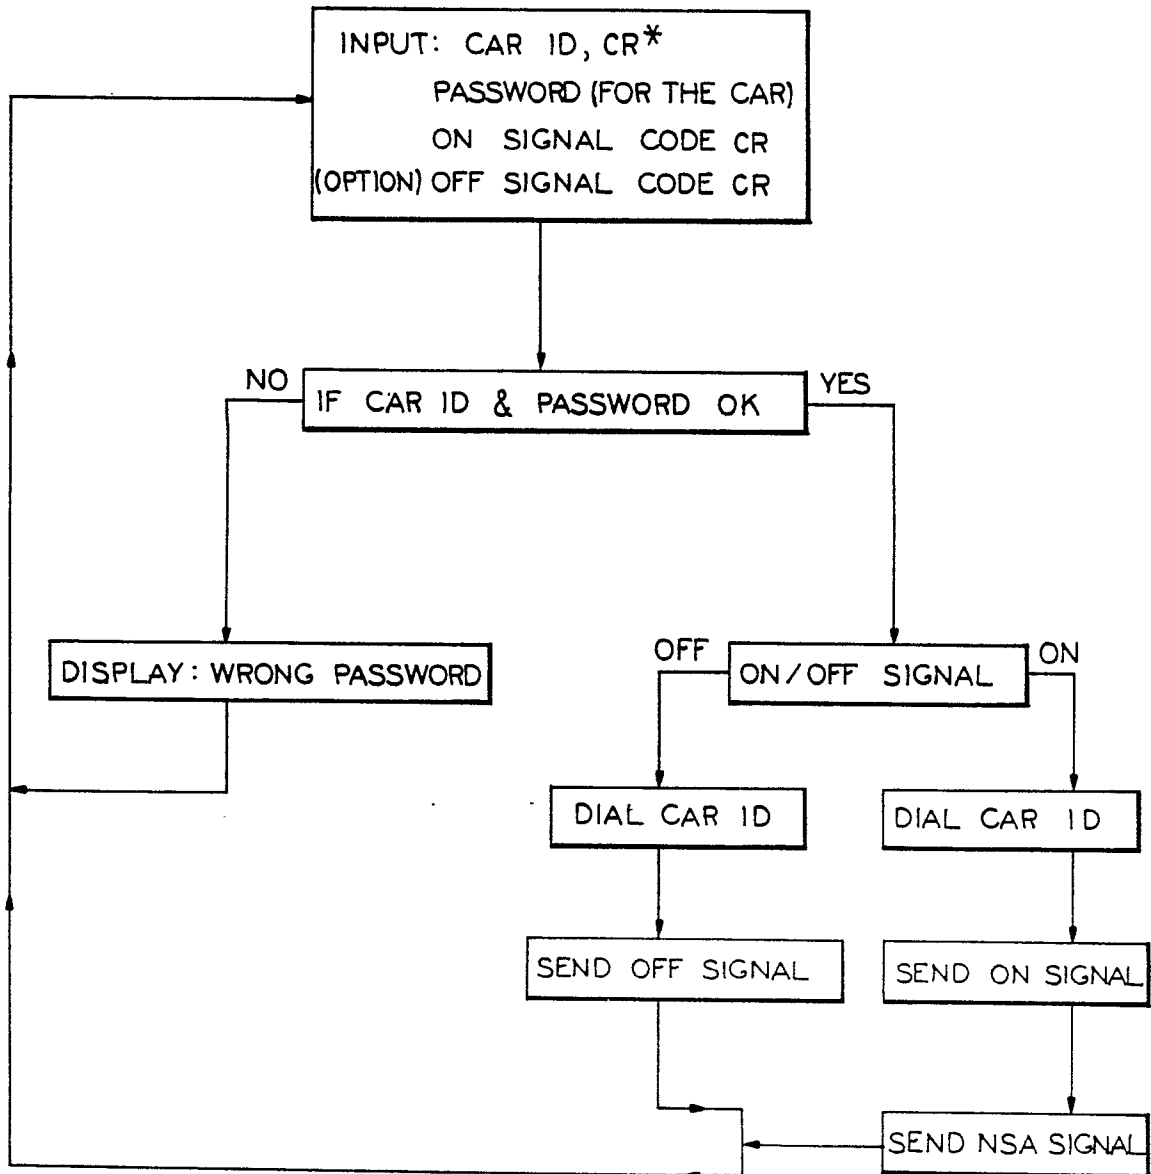 INPUT: CAR ID, CR*
PASSWORD (FOR THE CAR)
ON SIGNAL CODE CR
(OPTION) OFF SIGNAL CODE CR
NO
IF CAR ID & PASSWORD OK
YES
DISPLAY: WRONG PASSWORD
OFF
ON/OFF SIGNAL
ON
DIAL CAR ID
DIAL CAR ID
SEND OFF SIGNAL
SEND ON SIGNAL
SEND NSA SIGNAL